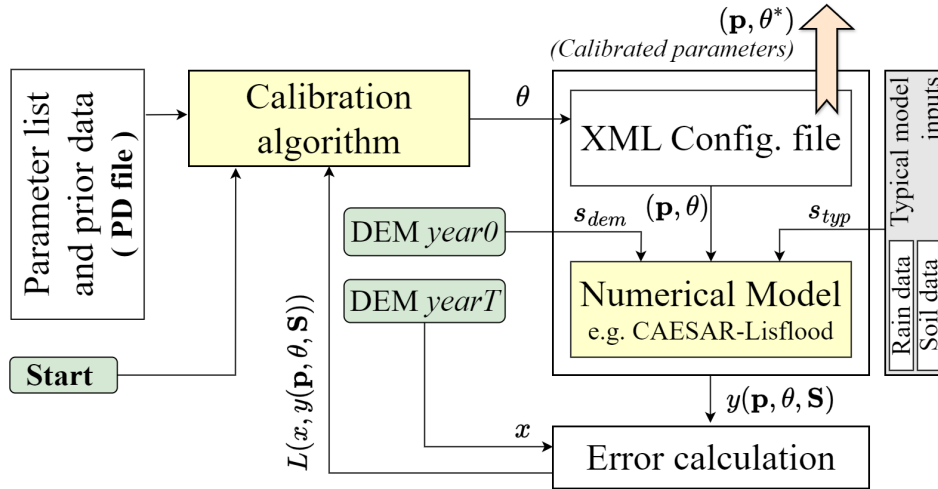 (𝐩, θ*)
(Calibrated parameters)
Parameter list
and prior data
( PD file)
Calibration
algorithm
θ
XML Config. file
Typical model
inputs
Rain data
Soil data
(𝐩, θ)
DEM year0
s_dem
s_typ
DEM yearT
Numerical Model
e.g. CAESAR-Lisflood
Start
L(x, y(𝐩, θ, 𝐒))
y(𝐩, θ, 𝐒)
x
Error calculation